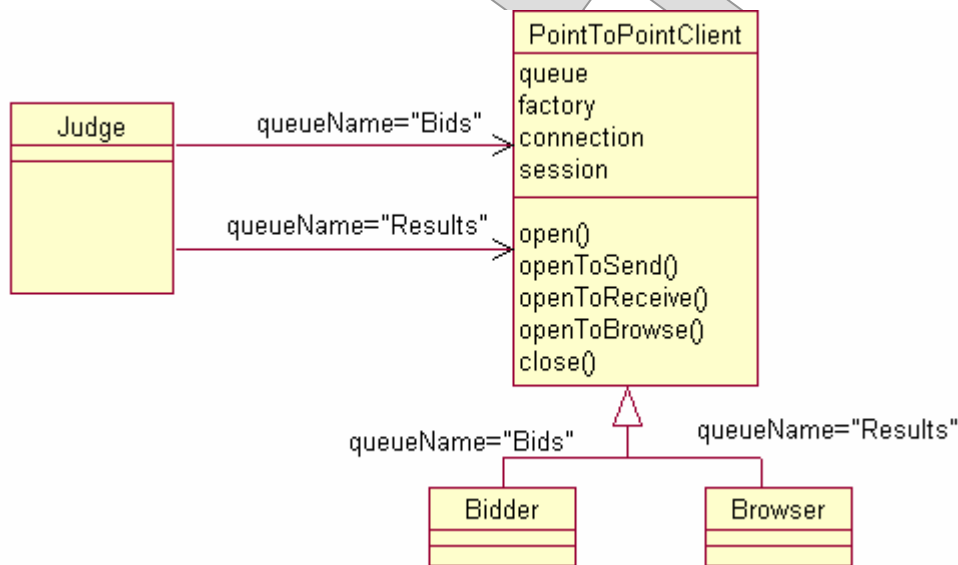 PointToPointClient
queue
factory
connection
session
open()
openToSend()
openToReceive()
openToBrowse()
close()
Judge
queueName="Bids"
queueName="Results"
queueName="Bids"
queueName="Results"
Bidder
Browser